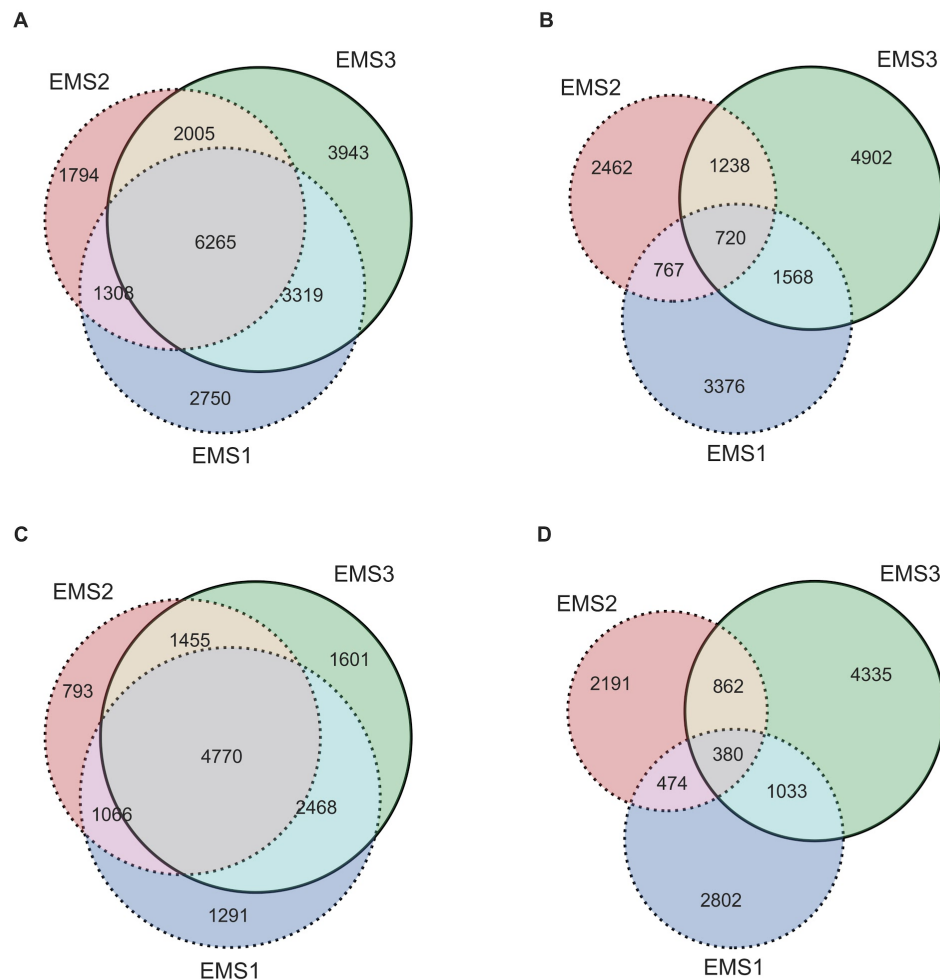 A
EMS2
EMS3
2005
3943
1794
6265
1308
3319
2750
EMS1
B
EMS2
EMS3
2462
1238
4902
720
767
1568
3376
EMS1
C
EMS2
EMS3
1455
1601
793
4770
1066
2468
1291
EMS1
D
EMS2
EMS3
2191
862
4335
380
474
1033
2802
EMS1